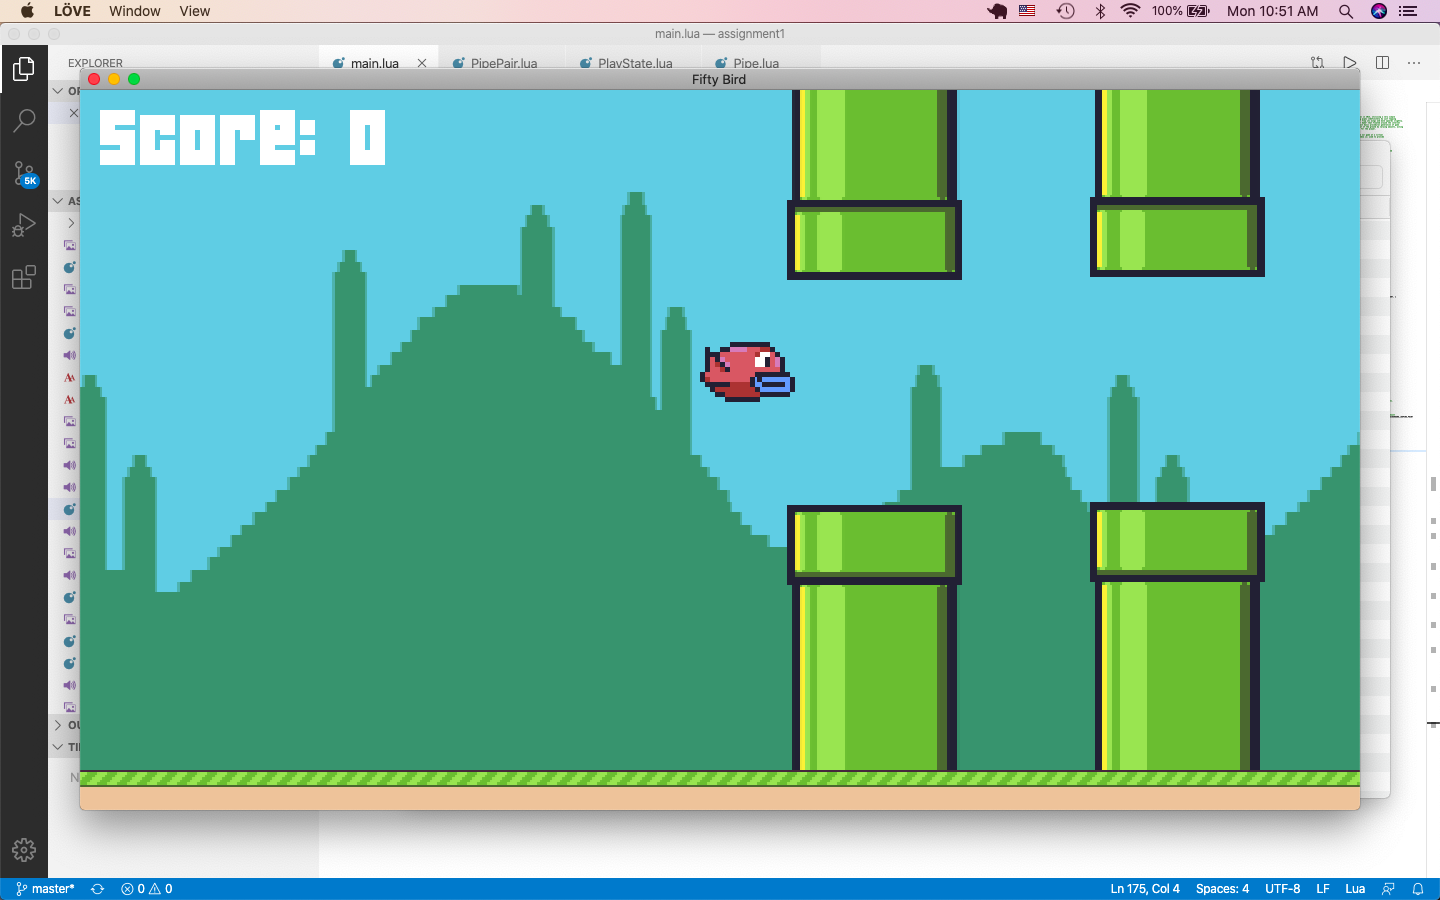 LÖVE Window View 100% Mon 10:51 AM
main.lua — assignment1
EXPLORER main.lua PipePair.lua PlayState.lua Pipe.lua
Fifty Bird
Score: 0
5K
master* 0 0 Ln 175, Col 4 Spaces: 4 UTF-8 LF Lua